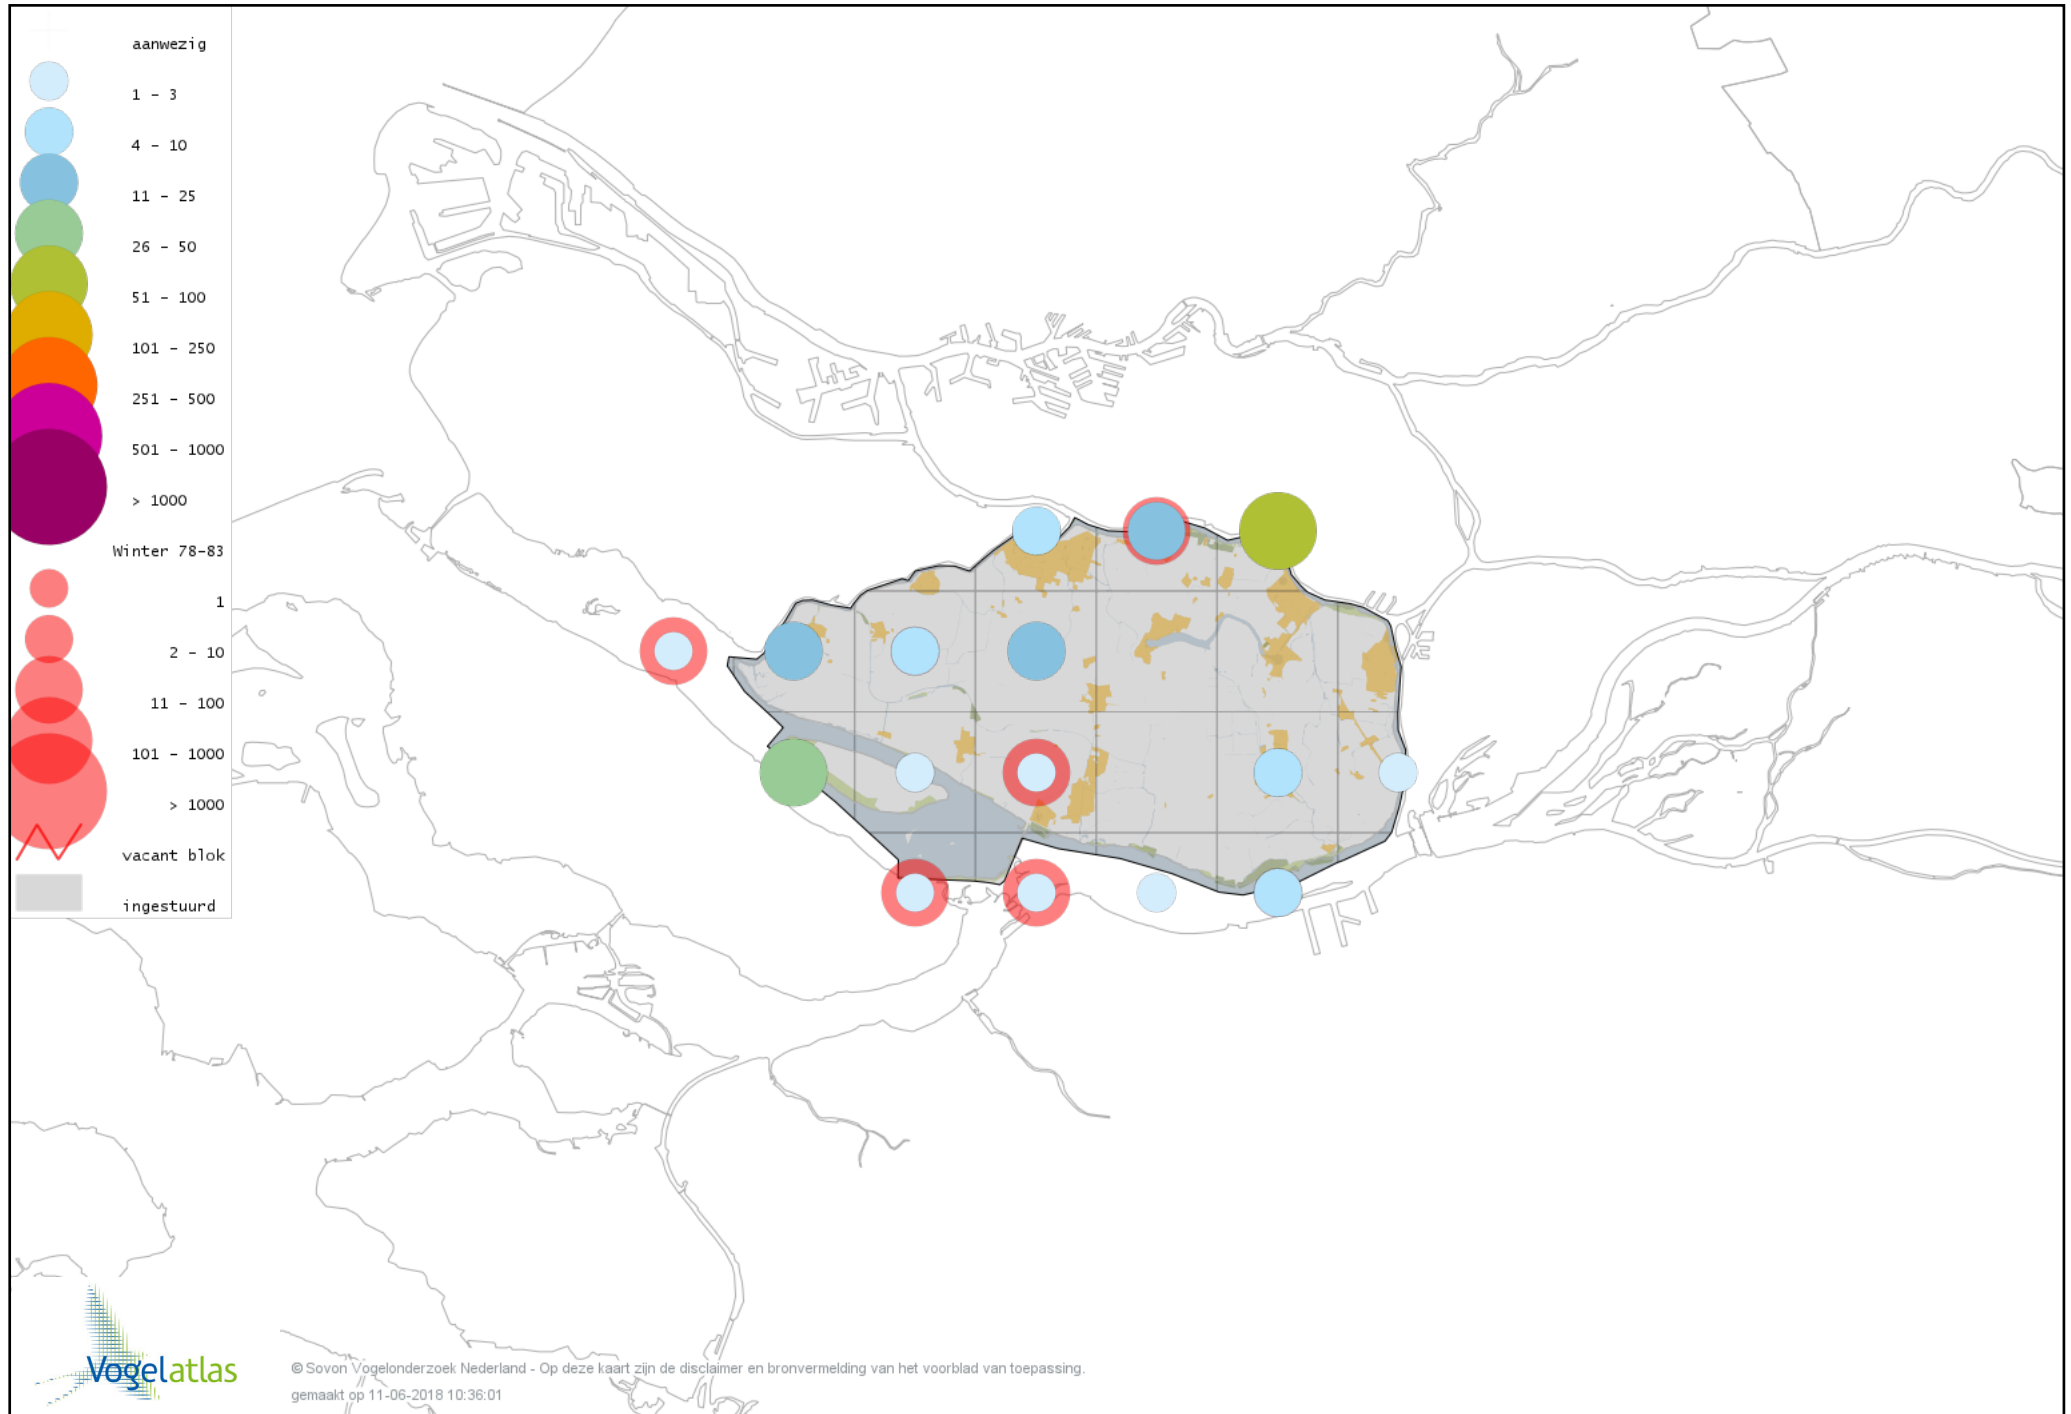 aanwezig
1 – 3
4 – 10
11 – 25
26 – 50
51 – 100
101 – 250
251 – 500
501 – 1000
> 1000
Winter 78-83
1
2 – 10
11 – 100
101 – 1000
> 1000
vacant blok
ingestuurd
Vogelatlas
© Sovon Vogelonderzoek Nederland - Op deze kaart zijn de disclaimer en bronvermelding van het voorblad van toepassing.
gemaakt op 11-06-2018 10:36:01